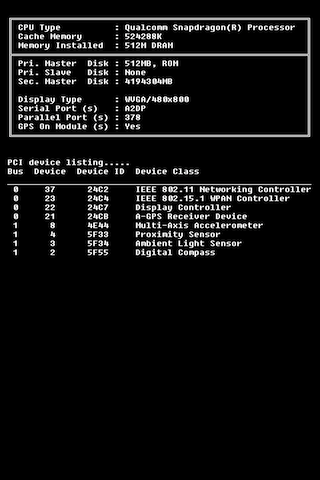 CPU Type : Qualcomm Snapdragon(R) Processor
Cache Memory : 524288K
Memory Installed : 512M DRAM
Pri. Master Disk : 512MB, ROM
Pri. Slave Disk : None
Sec. Master Disk : 4194304MB
Display Type : WVGA/480x800
Serial Port (s) : A2DP
Parallel Port (s) : 378
GPS On Module (s) : Yes
PCI device listing.....
Bus Device Device ID Device Class
0 37 24C2 IEEE 802.11 Networking Controller
0 23 24C4 IEEE 802.15.1 WPAN Controller
0 22 24C7 Display Controller
0 21 24CB A-GPS Receiver Device
1 8 4E44 Multi-Axis Accelerometer
1 4 5F33 Proximity Sensor
1 3 5F34 Ambient Light Sensor
1 2 5F55 Digital Compass